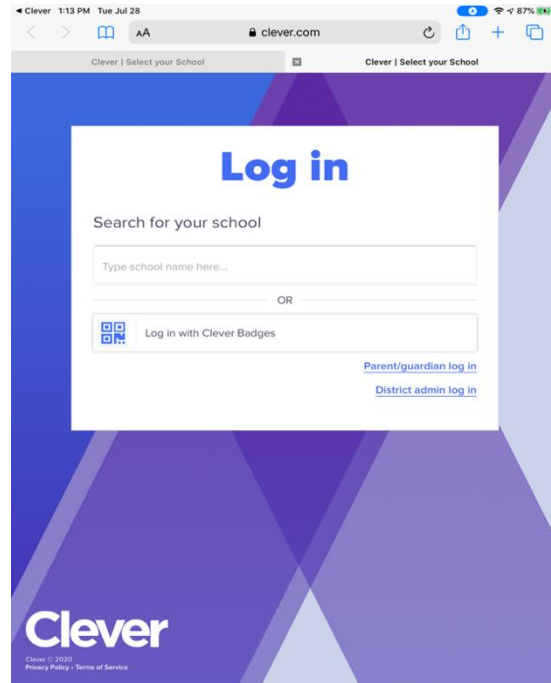 Clever 1:13 PM Tue Jul 28 87%
AA clever.com
Clever | Select your School Clever | Select your School
Log in
Search for your school
Type school name here...
OR
Log in with Clever Badges
Parent/guardian log in
District admin log in
Clever
Clever © 2020
Privacy Policy • Terms of Service